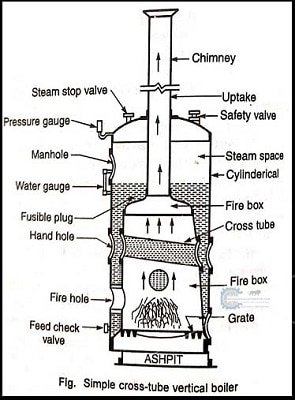 Chimney
Steam stop valve
Uptake
Pressure gauge
Safety valve
Manhole
Steam space
Cylinderical
Water gauge
Fusible plug
Fire box
Hand hole
Cross tube
Fire hole
Fire box
Feed check
valve
Grate
ASHPIT
Fig. Simple cross-tube vertical boiler